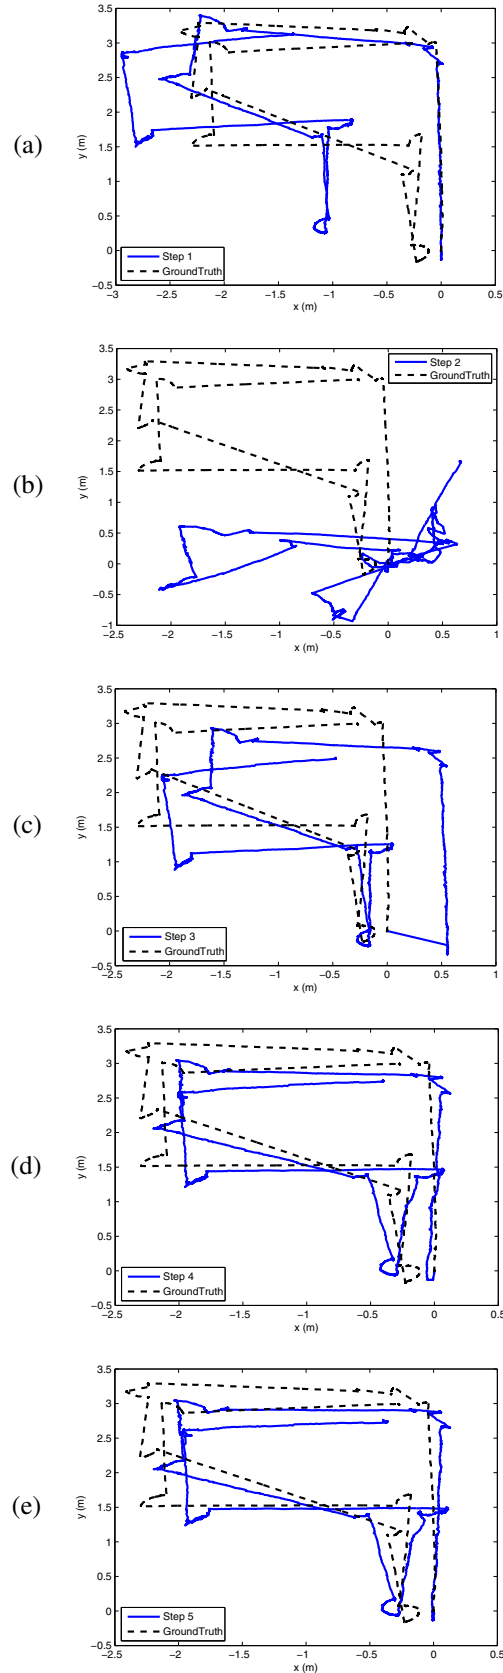 3.5
3
2.5
2
1.5
1
0.5
0
−0.5
y (m)
(a)
Step 1
GroundTruth
−3 −2.5 −2 −1.5 −1 −0.5 0 0.5
x (m)
3.5
3
2.5
2
1.5
1
0.5
0
−0.5
−1
y (m)
(b)
Step 2
GroundTruth
−2.5 −2 −1.5 −1 −0.5 0 0.5 1
x (m)
3.5
3
2.5
2
1.5
1
0.5
0
−0.5
y (m)
(c)
Step 3
GroundTruth
−2.5 −2 −1.5 −1 −0.5 0 0.5 1
x (m)
3.5
3
2.5
2
1.5
1
0.5
0
−0.5
y (m)
(d)
Step 4
GroundTruth
−2.5 −2 −1.5 −1 −0.5 0 0.5
x (m)
3.5
3
2.5
2
1.5
1
0.5
0
−0.5
y (m)
(e)
Step 5
GroundTruth
−2.5 −2 −1.5 −1 −0.5 0 0.5
x (m)